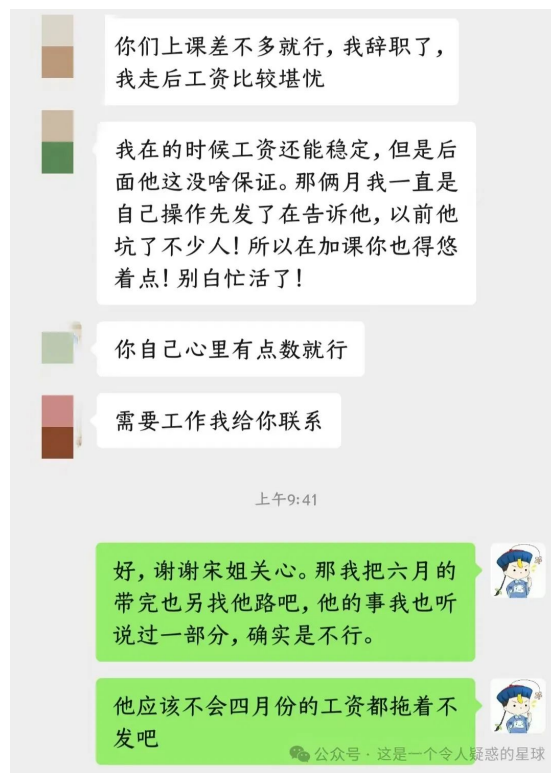 你们上课差不多就行，我辞职了，
我走后工资比较堪忧
我在的时候工资还能稳定，但是后
面他这没啥保证。那俩月我一直是
自己操作先发了在告诉他，以前他
坑了不少人！所以在加课你也得悠
着点！别白忙活了！
你自己心里有点数就行
需要工作我给你联系
上午9:41
好，谢谢宋姐关心。那我把六月的
带完也另找他路吧，他的事我也听
说过一部分，确实是不行。
他应该不会四月份的工资都拖着不
发吧
公众号·这是一个令人疑惑的星球